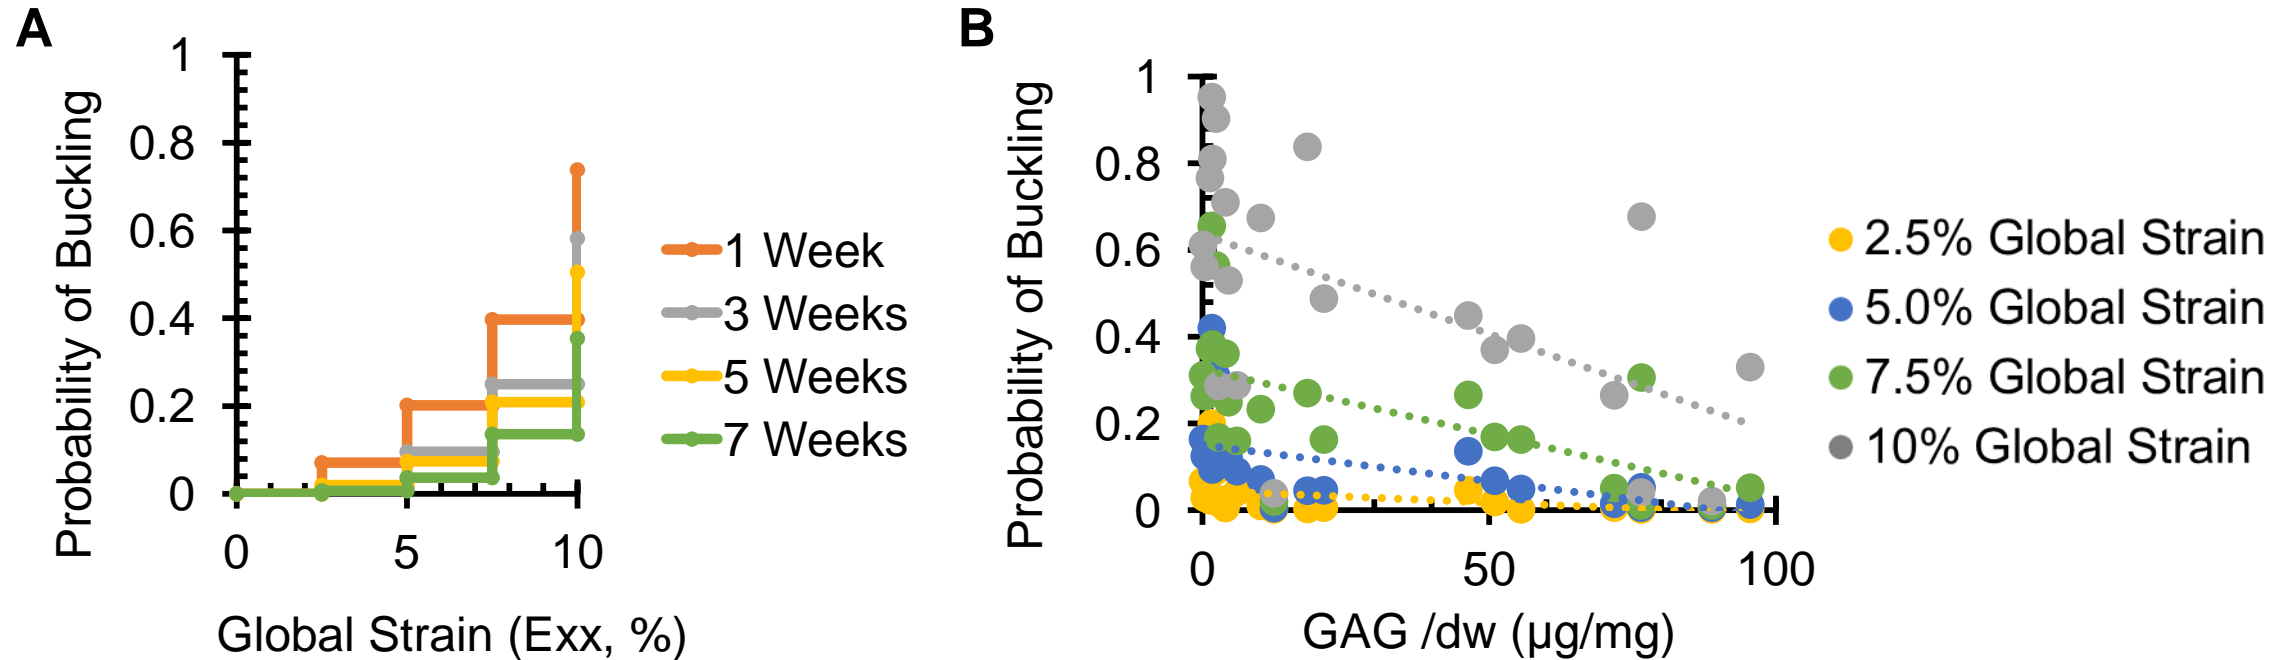 A
Probability of Buckling
1
0.8
0.6
0.4
0.2
0
0
5
10
Global Strain (Exx, %)
1 Week
3 Weeks
5 Weeks
7 Weeks
B
Probability of Buckling
1
0.8
0.6
0.4
0.2
0
0
50
100
GAG /dw (µg/mg)
2.5% Global Strain
5.0% Global Strain
7.5% Global Strain
10% Global Strain